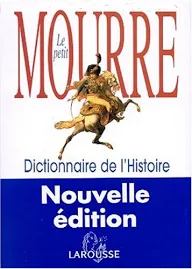 Le petit
MOURRE
Dictionnaire de l'Histoire
Nouvelle
édition
LAROUSSE